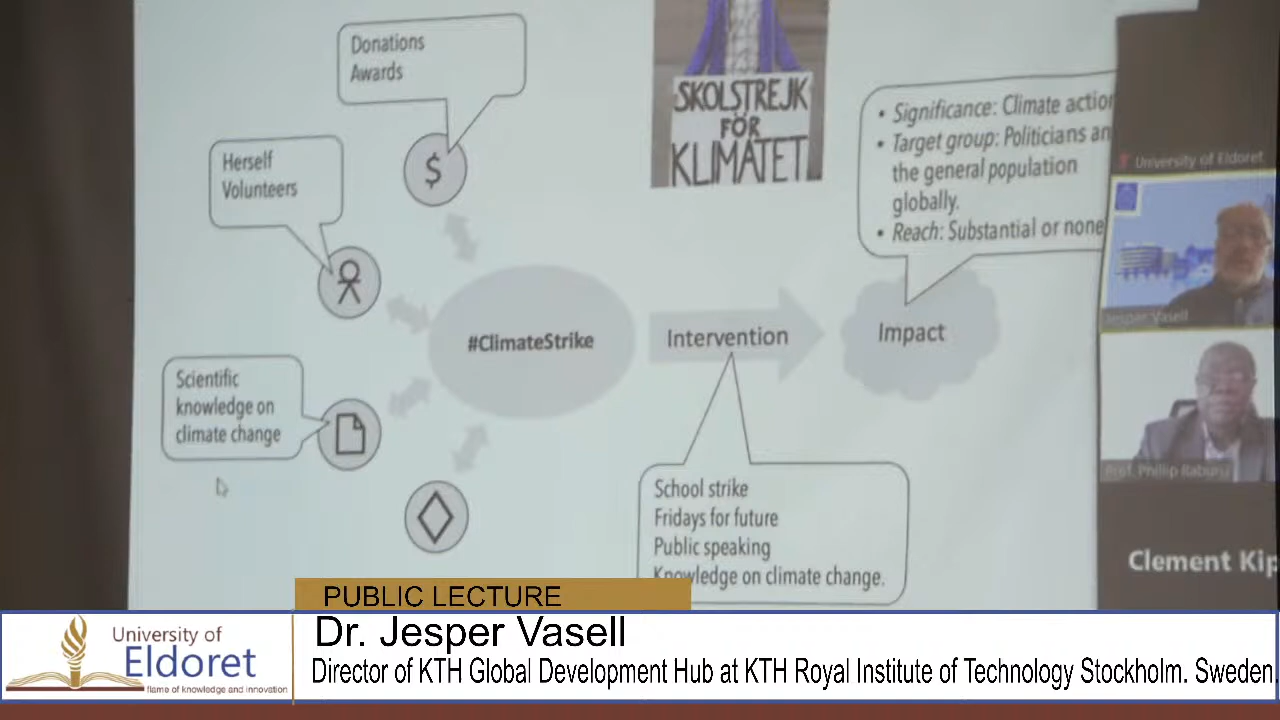 Donations
Awards
Herself
Volunteers
$
Scientific
knowledge on
climate change
#ClimateStrike
SKOLSTREJK
FÖR
KLIMATET
Intervention
Impact
• Significance: Climate action
• Target group: Politicians an
the general population
globally.
• Reach: Substantial or none
School strike
Fridays for future
Public speaking
Knowledge on climate change.
University of Eldoret
Jesper Vasell
Prof. Phillip Raburu
Clement Kip
PUBLIC LECTURE
Dr. Jesper Vasell
Director of KTH Global Development Hub at KTH Royal Institute of Technology Stockholm. Sweden.
University of
Eldoret
flame of knowledge and innovation